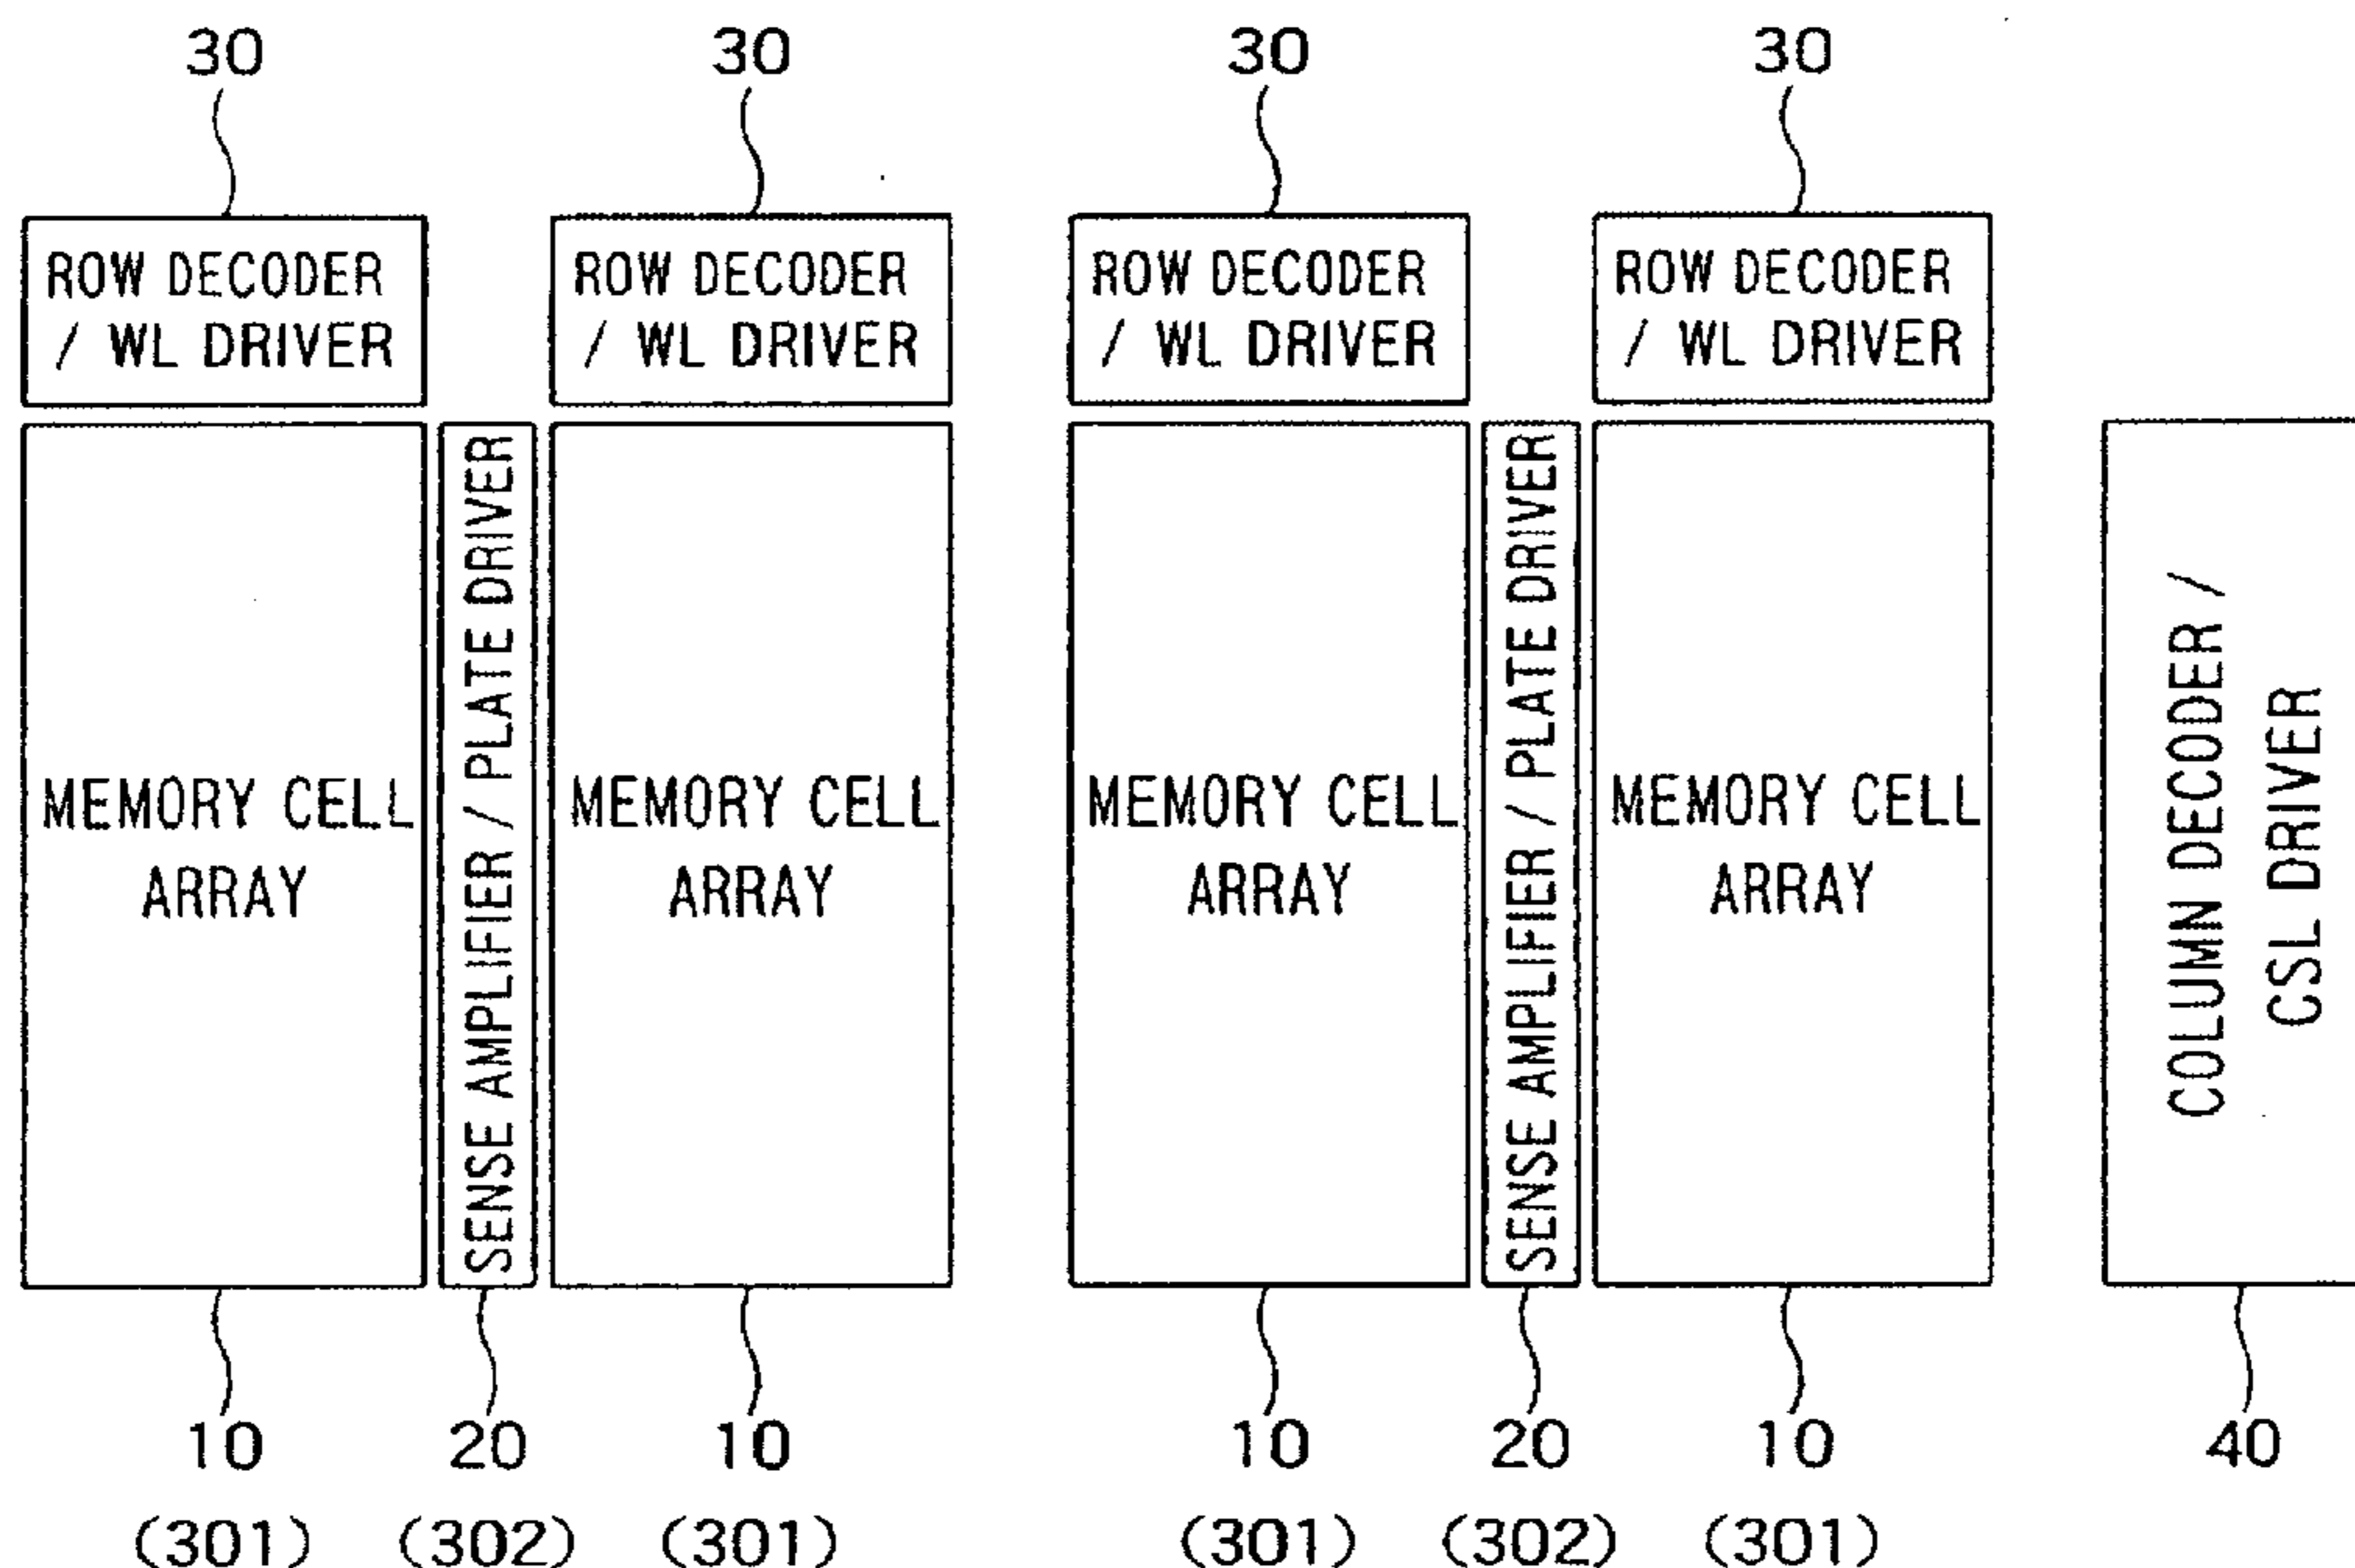 30 30 30 30
ROW DECODER
/ WL DRIVER
ROW DECODER
/ WL DRIVER
ROW DECODER
/ WL DRIVER
ROW DECODER
/ WL DRIVER
MEMORY CELL
ARRAY
SENSE AMPLIFIER / PLATE DRIVER
MEMORY CELL
ARRAY
MEMORY CELL
ARRAY
SENSE AMPLIFIER / PLATE DRIVER
MEMORY CELL
ARRAY
COLUMN DECODER /
CSL DRIVER
10 20 10 10 20 10 40
(301) (302) (301) (301) (302) (301)